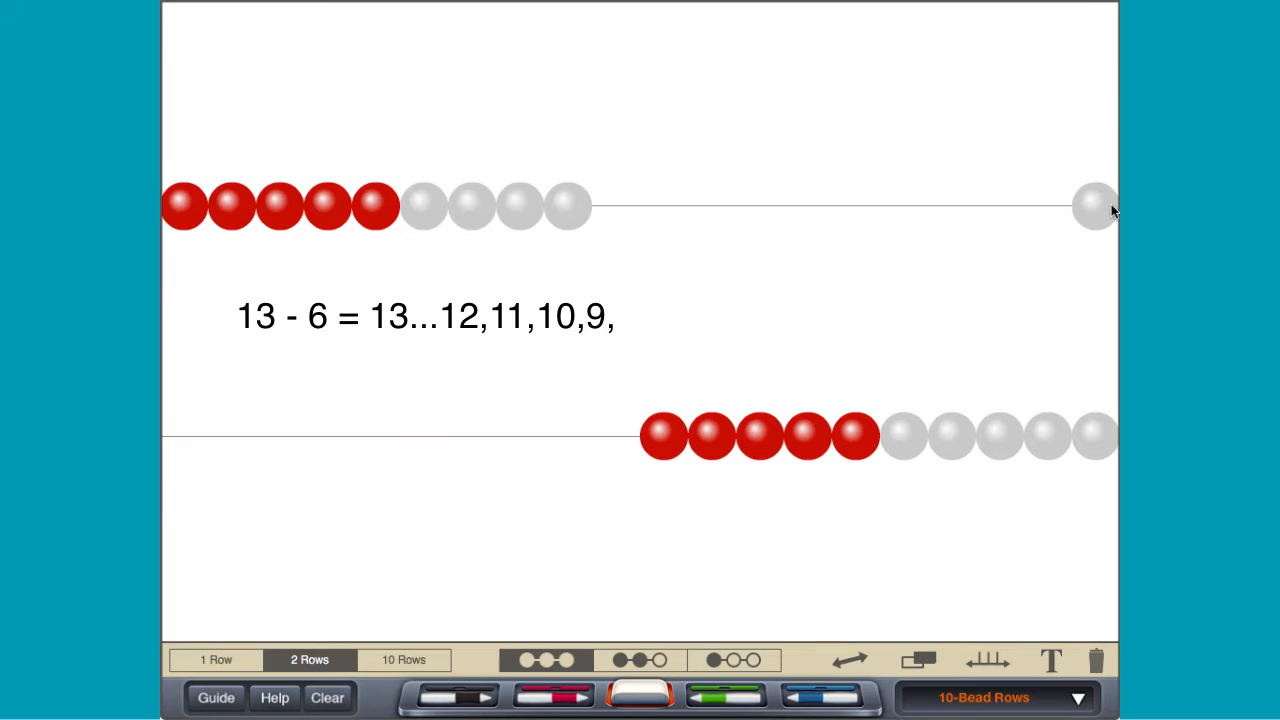 13 - 6 = 13...12,11,10,9,
1 Row 2 Rows 10 Rows T
Guide Help Clear 10-Bead Rows